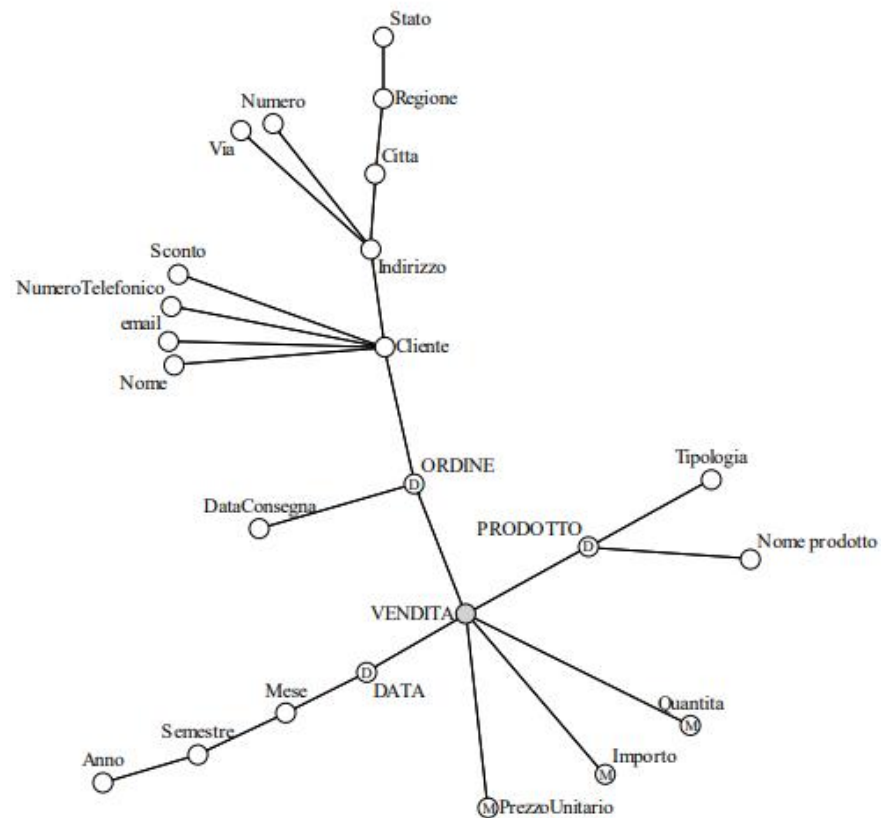 Stato
Regione
Numero
Via
Citta
Sconto
Indirizzo
NumeroTelefonico
email
Cliente
Nome
ORDINE
Tipologia
DataConsegna
PRODOTTO
Nome prodotto
D
D
VENDITA
D
DATA
Mese
Quantita
Semestre
M
Anno
Importo
M
M
PrezzoUnitario